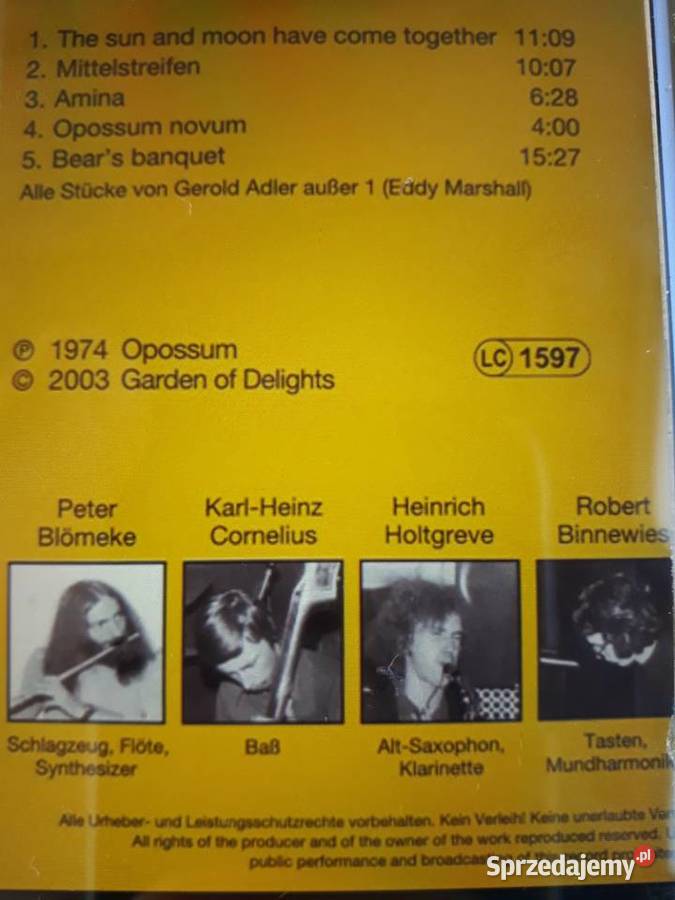 1. The sun and moon have come together 11:09
2. Mittelstreifen 10:07
3. Amina 6:28
4. Opossum novum 4:00
5. Bear's banquet 15:27
Alle Stücke von Gerold Adler außer 1 (Eddy Marshall)
℗ 1974 Opossum
© 2003 Garden of Delights
LC 1597
Peter Blömeke
Karl-Heinz Cornelius
Heinrich Holtgreve
Robert Binnewies
Schlagzeug, Flöte, Synthesizer
Baß
Alt-Saxophon, Klarinette
Tasten, Mundharmonik
Alle Urheber- und Leistungsschutzrechte vorbehalten. Kein Verleih! Keine unerlaubte
All rights of the producer and of the owner of the work reproduced reserved.
public performance and
Sprzedajemy.pl